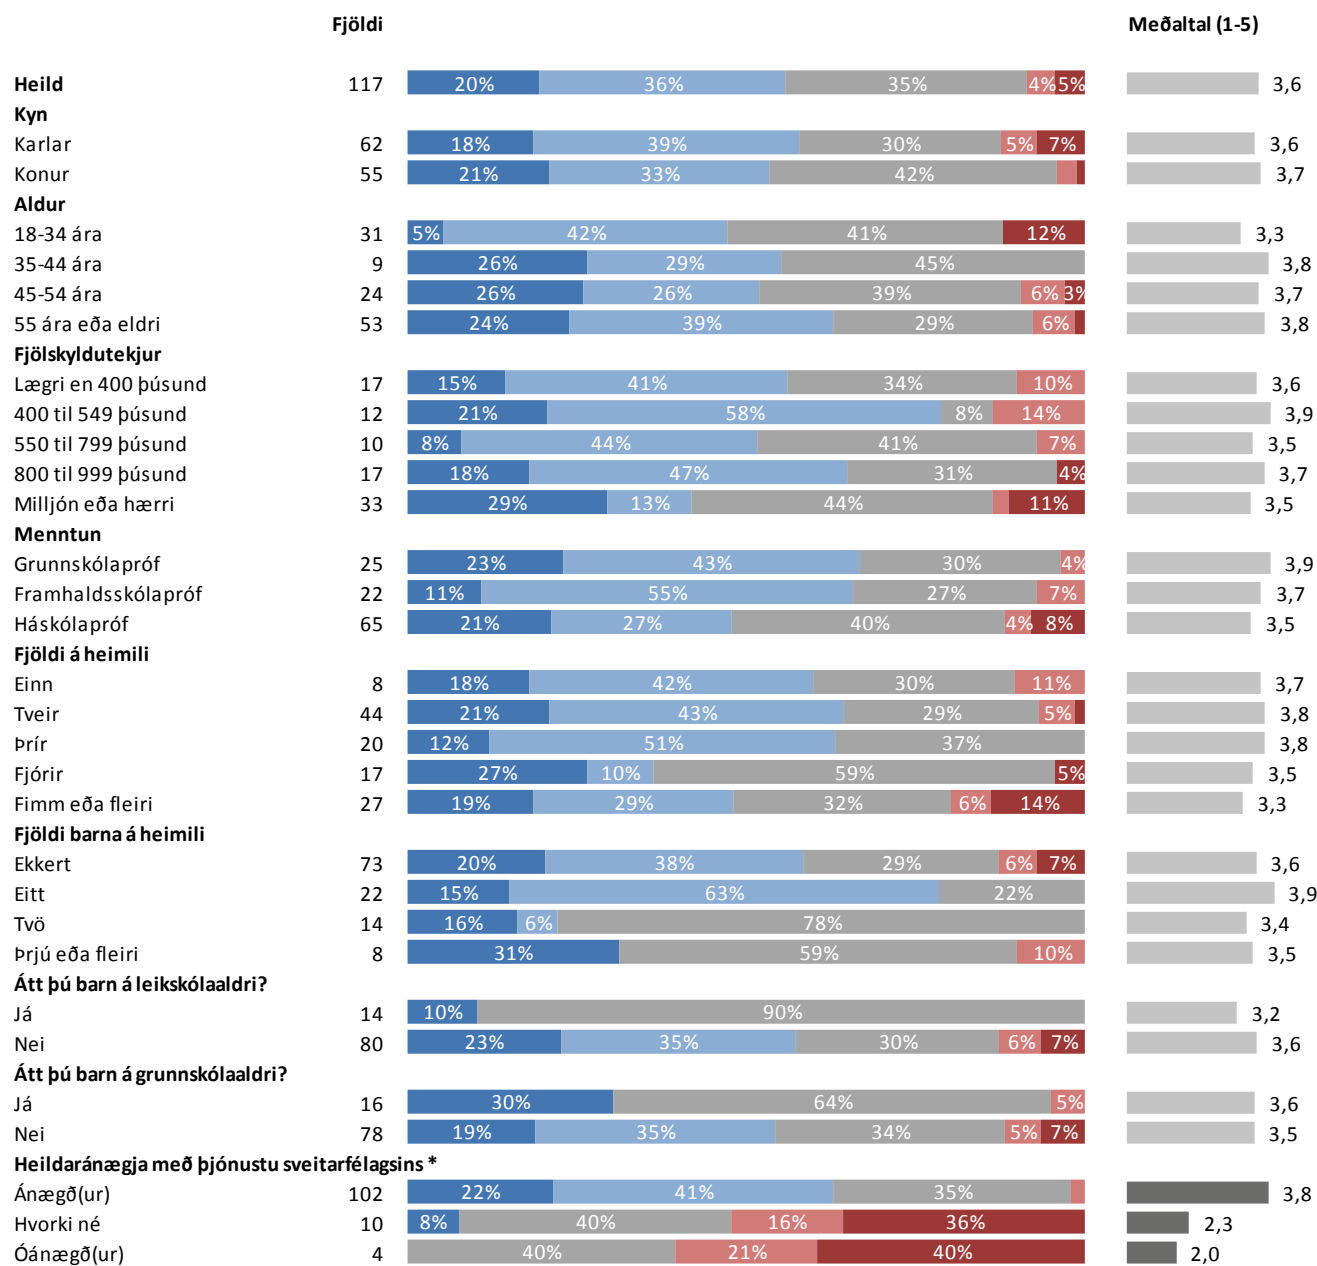 Fjöldi Meðaltal (1-5)
Heild 117 20% 36% 35% 4% 5% 3,6
Kyn
Karlar 62 18% 39% 30% 5% 7% 3,6
Konur 55 21% 33% 42% 3,7
Aldur
18-34 ára 31 5% 42% 41% 12% 3,3
35-44 ára 9 26% 29% 45% 3,8
45-54 ára 24 26% 26% 39% 6% 3% 3,7
55 ára eða eldri 53 24% 39% 29% 6% 3,8
Fjölskyldutekjur
Lægri en 400 þúsund 17 15% 41% 34% 10% 3,6
400 til 549 þúsund 12 21% 58% 8% 14% 3,9
550 til 799 þúsund 10 8% 44% 41% 7% 3,5
800 til 999 þúsund 17 18% 47% 31% 4% 3,7
Milljón eða hærri 33 29% 13% 44% 11% 3,5
Menntun
Grunnskólapróf 25 23% 43% 30% 4% 3,9
Framhaldsskólapróf 22 11% 55% 27% 7% 3,7
Háskólapróf 65 21% 27% 40% 4% 8% 3,5
Fjöldi á heimili
Einn 8 18% 42% 30% 11% 3,7
Tveir 44 21% 43% 29% 5% 3,8
Þrír 20 12% 51% 37% 3,8
Fjórir 17 27% 10% 59% 5% 3,5
Fimm eða fleiri 27 19% 29% 32% 6% 14% 3,3
Fjöldi barna á heimili
Ekkert 73 20% 38% 29% 6% 7% 3,6
Eitt 22 15% 63% 22% 3,9
Tvö 14 16% 6% 78% 3,4
Þrjú eða fleiri 8 31% 59% 10% 3,5
Átt þú barn á leikskólaaldri?
Já 14 10% 90% 3,2
Nei 80 23% 35% 30% 6% 7% 3,6
Átt þú barn á grunnskólaaldri?
Já 16 30% 64% 5% 3,6
Nei 78 19% 35% 34% 5% 7% 3,5
Heildaránægja með þjónustu sveitarfélagsins *
Ánægð(ur) 102 22% 41% 35% 3,8
Hvorki né 10 8% 40% 16% 36% 2,3
Óánægð(ur) 4 40% 21% 40% 2,0